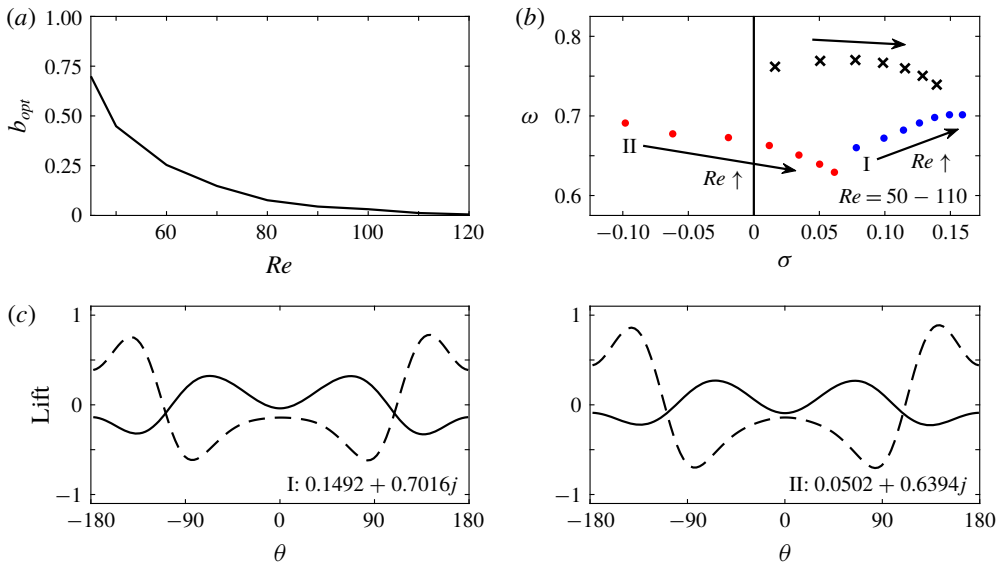 (a)
1.00
0.75
0.50
0.25
0
b_opt
60
80
100
120
Re
(b)
0.8
0.7
0.6
ω
II
I
Re ↑
Re ↑
Re = 50 − 110
−0.10
−0.05
0
0.05
0.10
0.15
σ
(c)
1
0
−1
Lift
I: 0.1492 + 0.7016j
−180
−90
0
90
180
θ
1
0
−1
II: 0.0502 + 0.6394j
−180
−90
0
90
180
θ